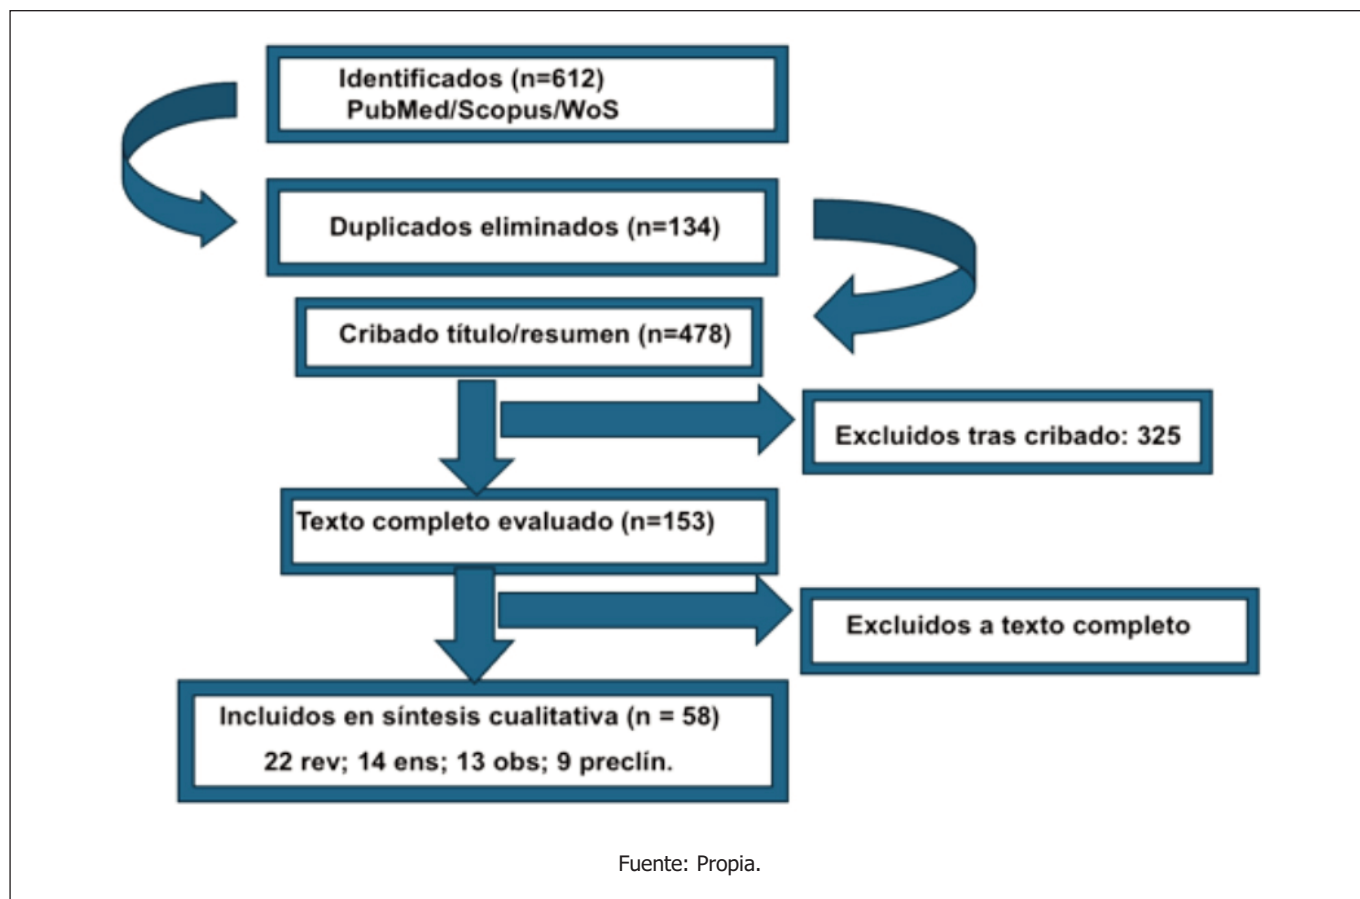 Identificados (n=612)
PubMed/Scopus/WoS
Duplicados eliminados (n=134)
Cribado título/resumen (n=478)
Excluidos tras cribado: 325
Texto completo evaluado (n=153)
Excluidos a texto completo
Incluidos en síntesis cualitativa (n = 58)
22 rev; 14 ens; 13 obs; 9 preclín.
Fuente: Propia.